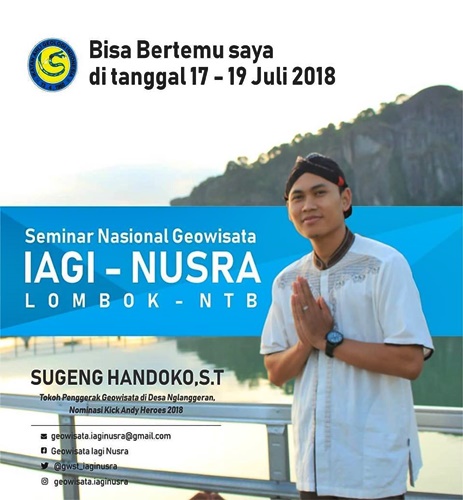 Bisa Bertemu saya
di tanggal 17 - 19 Juli 2018
Seminar Nasional Geowisata
IAGI - NUSRA
LOMBOK - NTB
SUGENG HANDOKO,S.T
Tokoh Penggerak Geowisata di Desa Nglanggeran,
Nominasi Kick Andy Heroes 2018
geowisata.iaginusra@gmail.com
Geowisata Iagi Nusra
@gwst_iaginusra
geowisata.iaginusra